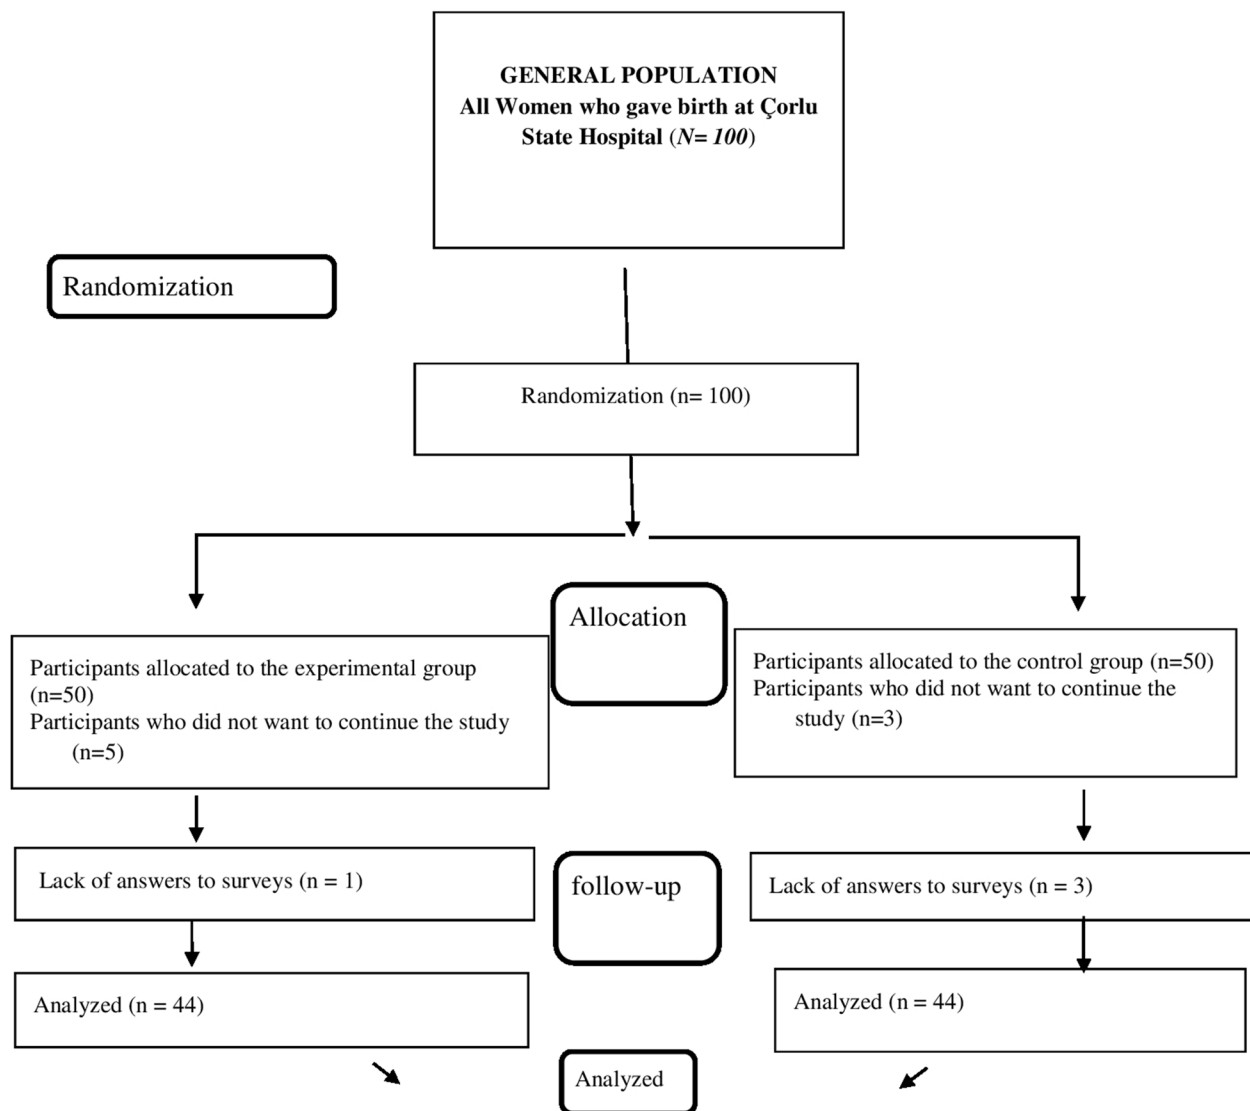 GENERAL POPULATION
All Women who gave birth at Çorlu
State Hospital (N= 100)
Randomization
Randomization (n= 100)
Allocation
Participants allocated to the experimental group
(n=50)
Participants who did not want to continue the study
(n=5)
Participants allocated to the control group (n=50)
Participants who did not want to continue the
study (n=3)
Lack of answers to surveys (n = 1)
follow-up
Lack of answers to surveys (n = 3)
Analyzed (n = 44)
Analyzed (n = 44)
Analyzed